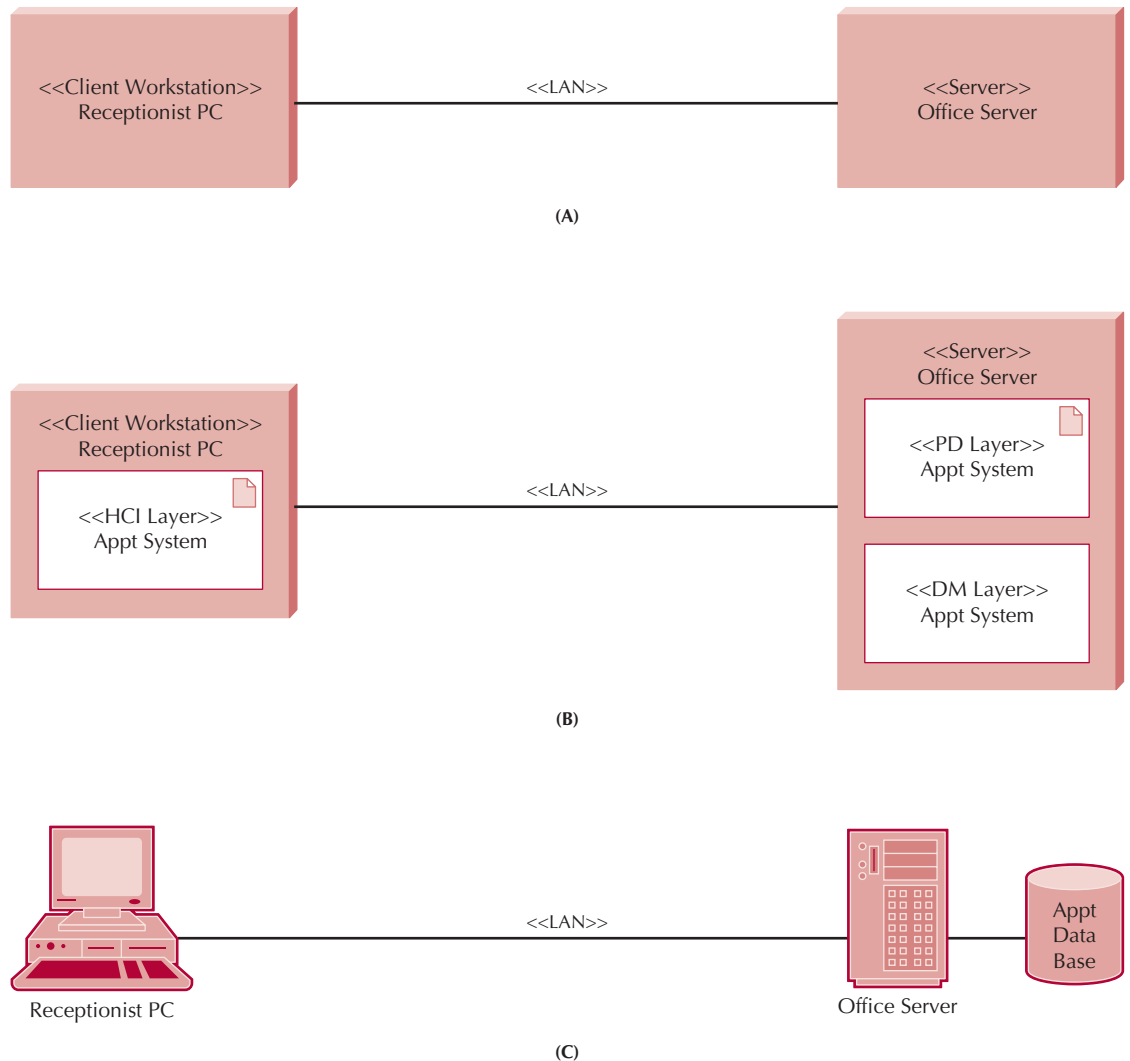 <<Client Workstation>>
Receptionist PC
<<LAN>>
<<Server>>
Office Server
(A)
<<Client Workstation>>
Receptionist PC
<<HCI Layer>>
Appt System
<<LAN>>
<<Server>>
Office Server
<<PD Layer>>
Appt System
<<DM Layer>>
Appt System
(B)
Receptionist PC
<<LAN>>
Office Server
Appt
Data
Base
(C)